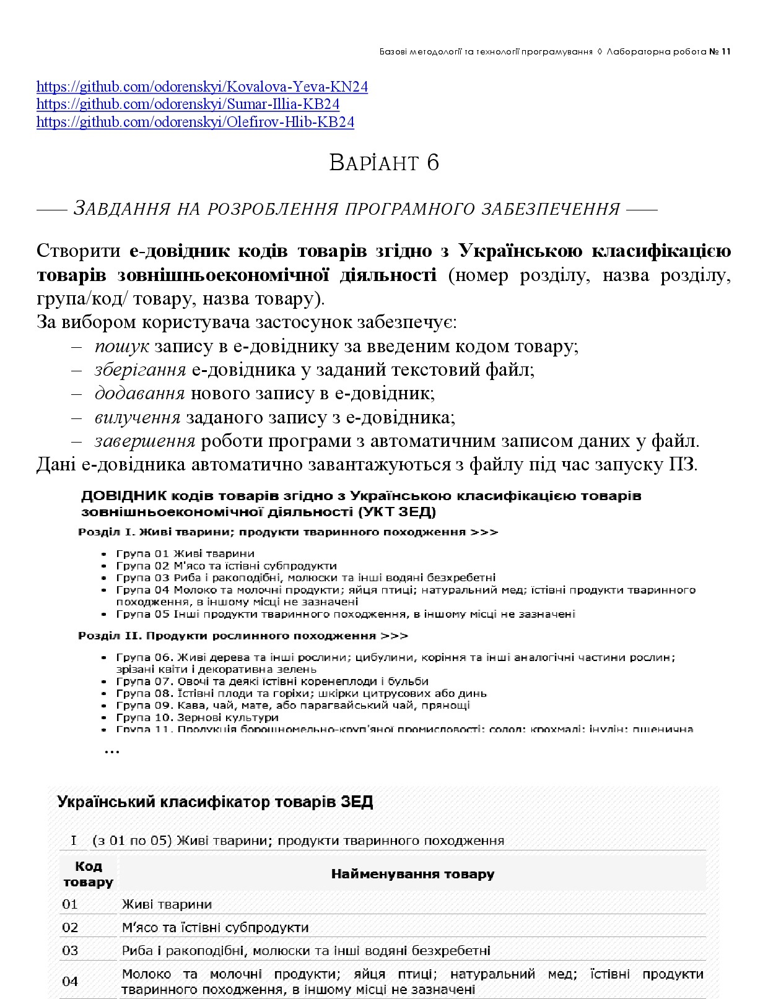 Базові методології та технології програмування ◊ Лабораторна робота № 11
https://github.com/odorenskyi/Kovalova-Yeva-KN24
https://github.com/odorenskyi/Sumar-Illia-KB24
https://github.com/odorenskyi/Olefirov-Hlib-KB24
ВАРІАНТ 6
—— ЗАВДАННЯ НА РОЗРОБЛЕННЯ ПРОГРАМНОГО ЗАБЕЗПЕЧЕННЯ ——
Створити е-довідник кодів товарів згідно з Українською класифікацією
товарів зовнішньоекономічної діяльності (номер розділу, назва розділу,
група/код/ товару, назва товару).
За вибором користувача застосунок забезпечує:
– пошук запису в е-довіднику за введеним кодом товару;
– зберігання е-довідника у заданий текстовий файл;
– додавання нового запису в е-довідник;
– вилучення заданого запису з е-довідника;
– завершення роботи програми з автоматичним записом даних у файл.
Дані е-довідника автоматично завантажуються з файлу під час запуску ПЗ.
ДОВІДНИК кодів товарів згідно з Українською класифікацією товарів
зовнішньоекономічної діяльності (УКТ ЗЕД)
Розділ I. Живі тварини; продукти тваринного походження >>>
• Група 01 Живі тварини
• Група 02 М'ясо та їстівні субпродукти
• Група 03 Риба і ракоподібні, молюски та інші водяні безхребетні
• Група 04 Молоко та молочні продукти; яйця птиці; натуральний мед; їстівні продукти тваринного
походження, в іншому місці не зазначені
• Група 05 Інші продукти тваринного походження, в іншому місці не зазначені
Розділ II. Продукти рослинного походження >>>
• Група 06. Живі дерева та інші рослини; цибулини, коріння та інші аналогічні частини рослин;
зрізані квіти і декоративна зелень
• Група 07. Овочі та деякі їстівні коренеплоди і бульби
• Група 08. Їстівні плоди та горіхи; шкірки цитрусових або динь
• Група 09. Кава, чай, мате, або парагвайський чай, прянощі
• Група 10. Зернові культури
• Група 11. Продукція борошномельно-круп'яної промисловості; солод; крохмалі; інулін; пшенична
...
Український класифікатор товарів ЗЕД
I (з 01 по 05) Живі тварини; продукти тваринного походження
Код
товару
Найменування товару
01 Живі тварини
02 М’ясо та їстівні субпродукти
03 Риба і ракоподібні, молюски та інші водяні безхребетні
04 Молоко та молочні продукти; яйця птиці; натуральний мед; їстівні продукти
тваринного походження, в іншому місці не зазначені